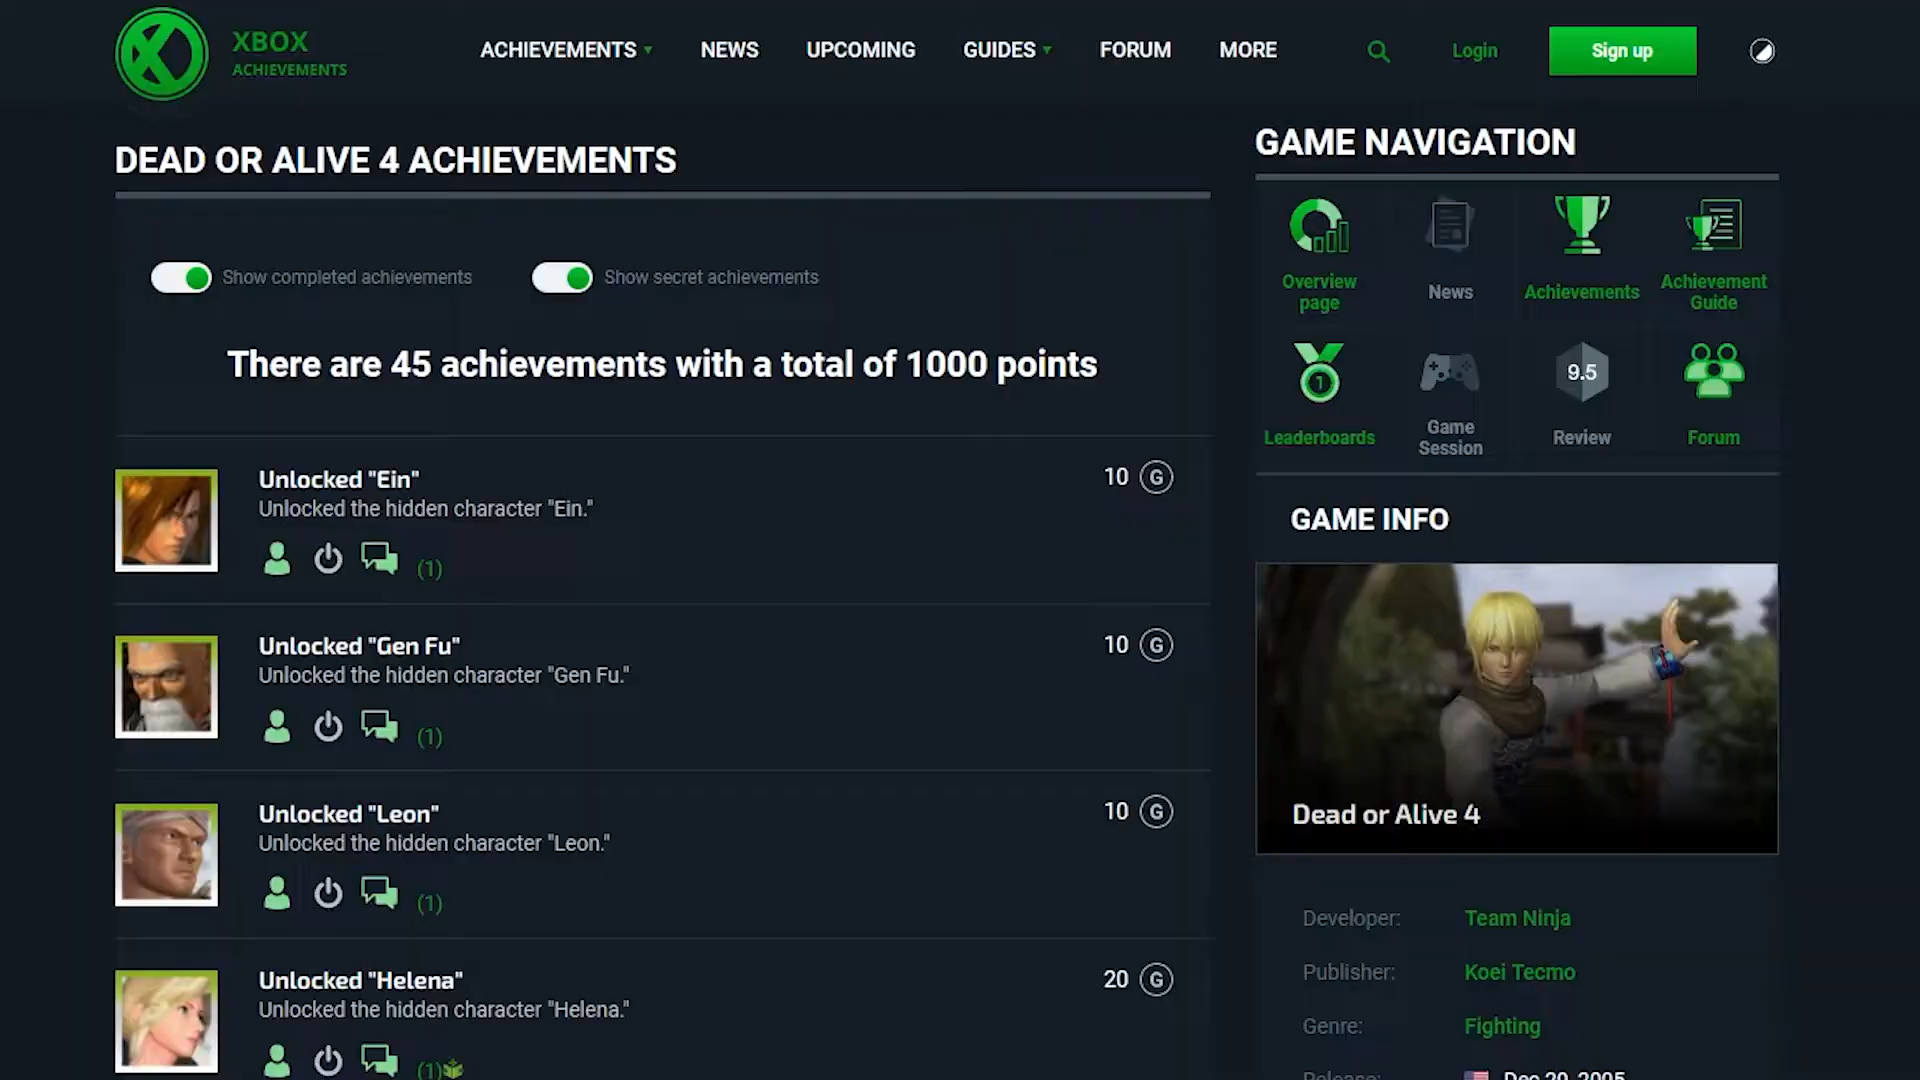 XBOX
ACHIEVEMENTS
ACHIEVEMENTS
NEWS
UPCOMING
GUIDES
FORUM
MORE
Login
Sign up
DEAD OR ALIVE 4 ACHIEVEMENTS
Show completed achievements
Show secret achievements
There are 45 achievements with a total of 1000 points
Unlocked "Ein"
Unlocked the hidden character "Ein."
10 G
(1)
Unlocked "Gen Fu"
Unlocked the hidden character "Gen Fu."
10 G
(1)
Unlocked "Leon"
Unlocked the hidden character "Leon."
10 G
(1)
Unlocked "Helena"
Unlocked the hidden character "Helena."
20 G
(1)
GAME NAVIGATION
Overview
page
News
Achievements
Achievement
Guide
1
Leaderboards
Game
Session
9.5
Review
Forum
GAME INFO
Dead or Alive 4
Developer: Team Ninja
Publisher: Koei Tecmo
Genre: Fighting
Release: Dec 20, 2005